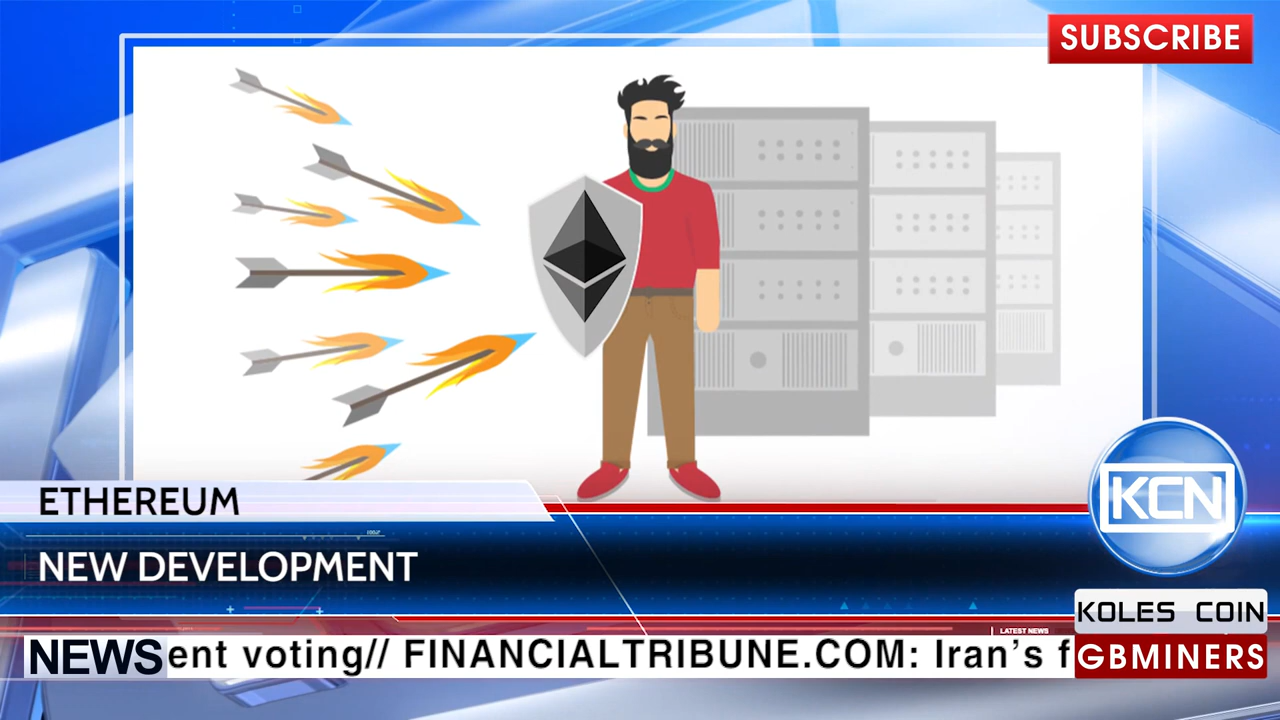 SUBSCRIBE
ETHEREUM
NEW DEVELOPMENT
KCN
KOLES COIN
LATEST NEWS
NEWS
ent voting// FINANCIALTRIBUNE.COM: Iran's f
GBMINERS